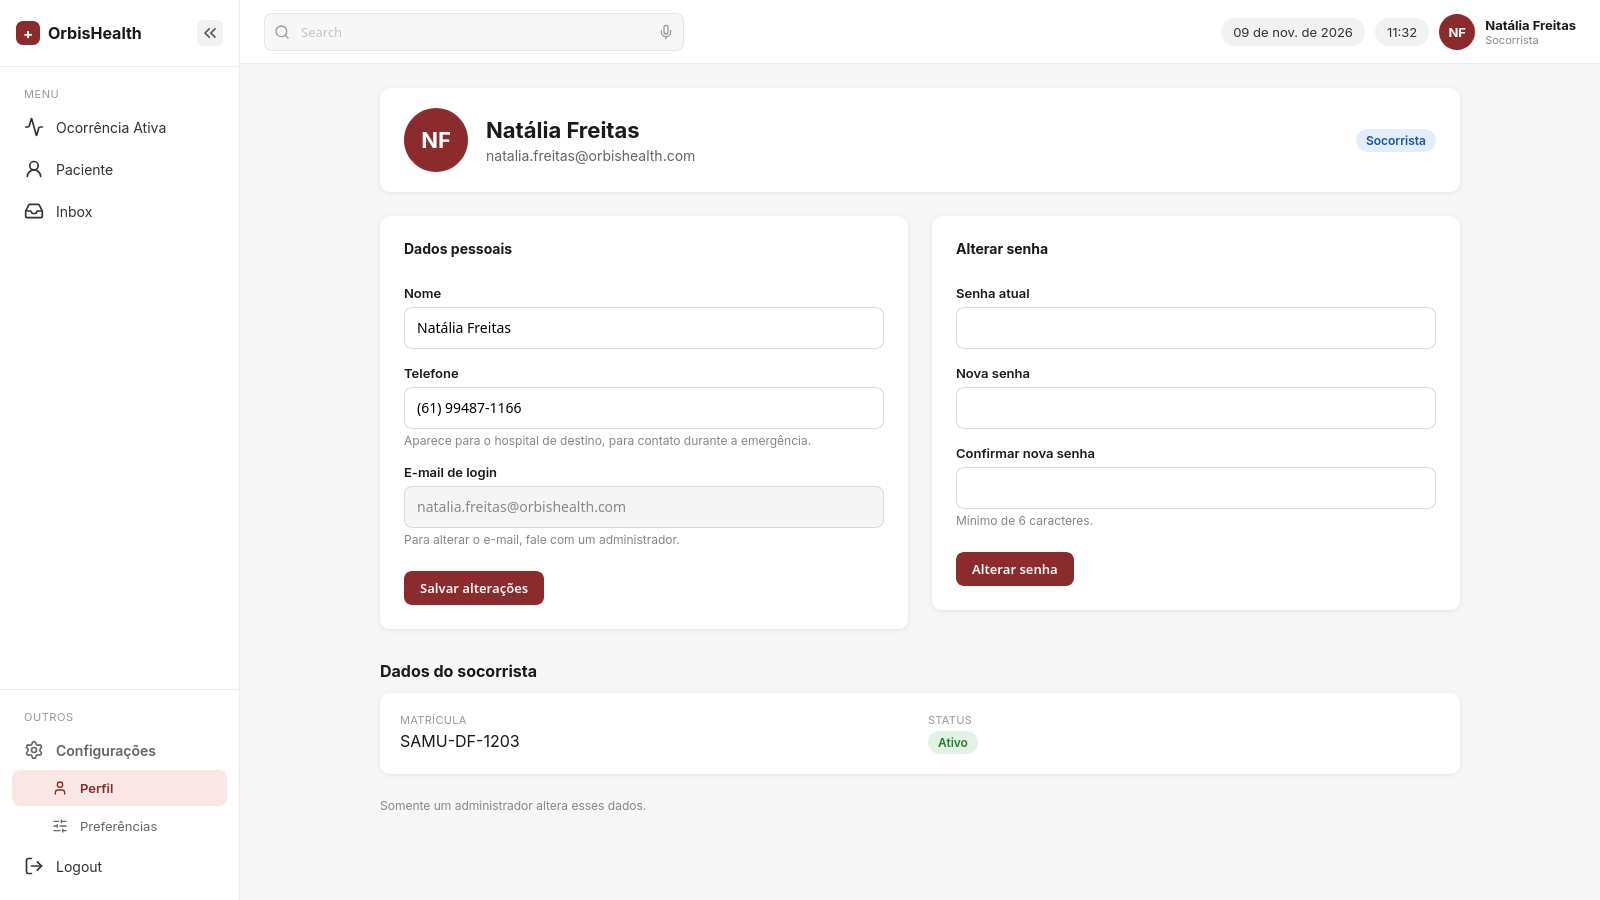 OrbisHealth
MENU
Ocorrência Ativa
Paciente
Inbox
OUTROS
Configurações
Perfil
Preferências
Logout
Search
09 de nov. de 2026
11:32
NF
Natália Freitas
Socorrista
NF
Natália Freitas
natalia.freitas@orbishealth.com
Socorrista
Dados pessoais
Nome
Natália Freitas
Telefone
(61) 99487-1166
Aparece para o hospital de destino, para contato durante a emergência.
E-mail de login
natalia.freitas@orbishealth.com
Para alterar o e-mail, fale com um administrador.
Salvar alterações
Alterar senha
Senha atual
Nova senha
Confirmar nova senha
Mínimo de 6 caracteres.
Alterar senha
Dados do socorrista
MATRÍCULA
SAMU-DF-1203
STATUS
Ativo
Somente um administrador altera esses dados.